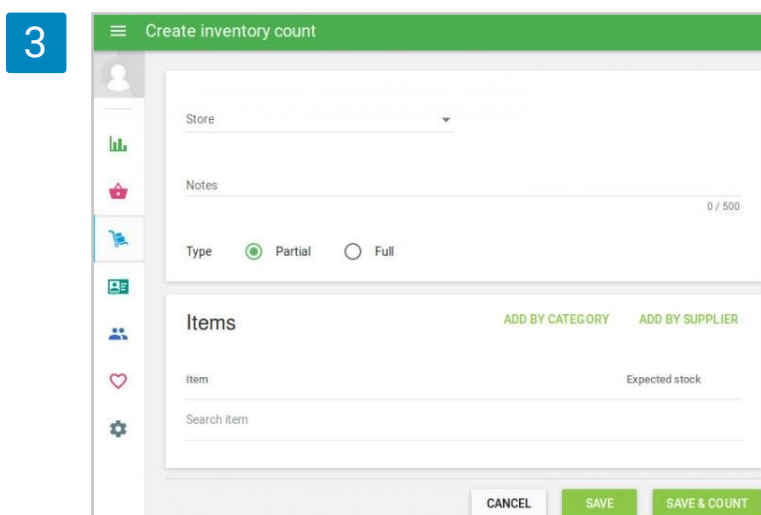 3
Create inventory count
Store
Notes
0 / 500
Type Partial Full
Items ADD BY CATEGORY ADD BY SUPPLIER
Item Expected stock
Search item
CANCEL SAVE SAVE & COUNT